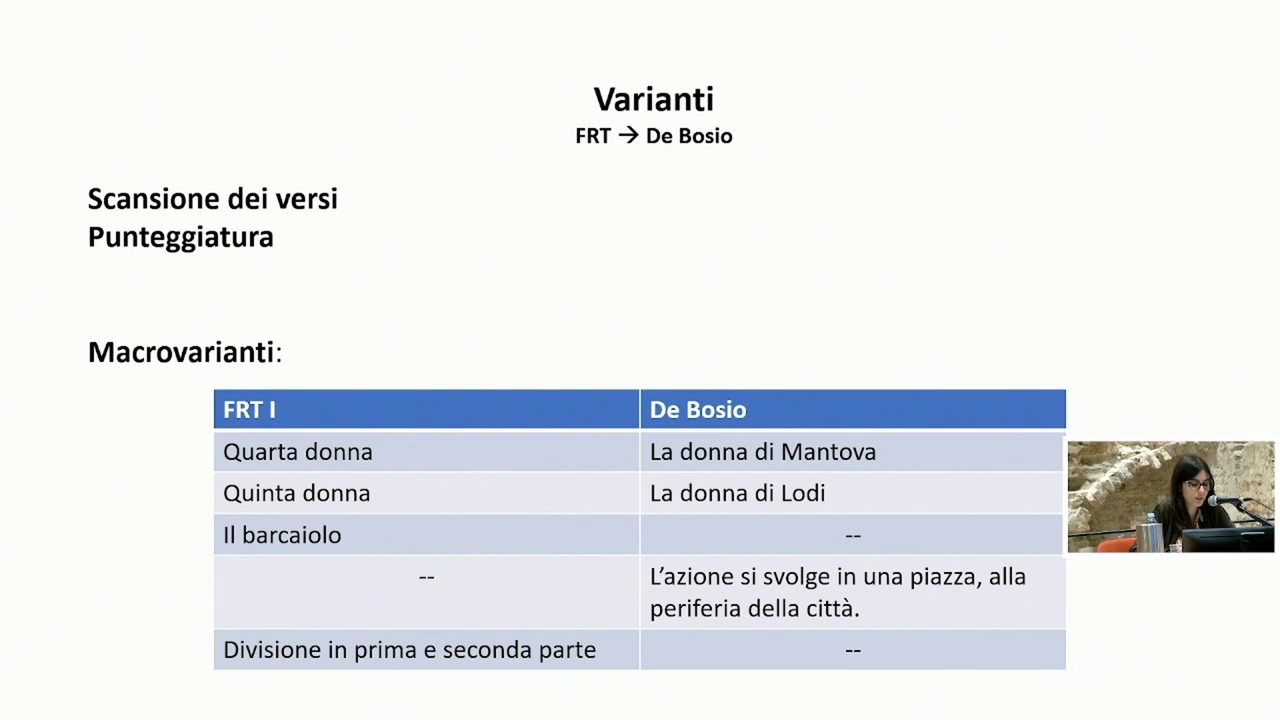 Varianti
FRT → De Bosio
Scansione dei versi
Punteggiatura
Macrovarianti:
FRT I
De Bosio
Quarta donna
La donna di Mantova
Quinta donna
La donna di Lodi
Il barcaiolo
--
--
L’azione si svolge in una piazza, alla
periferia della città.
Divisione in prima e seconda parte
--